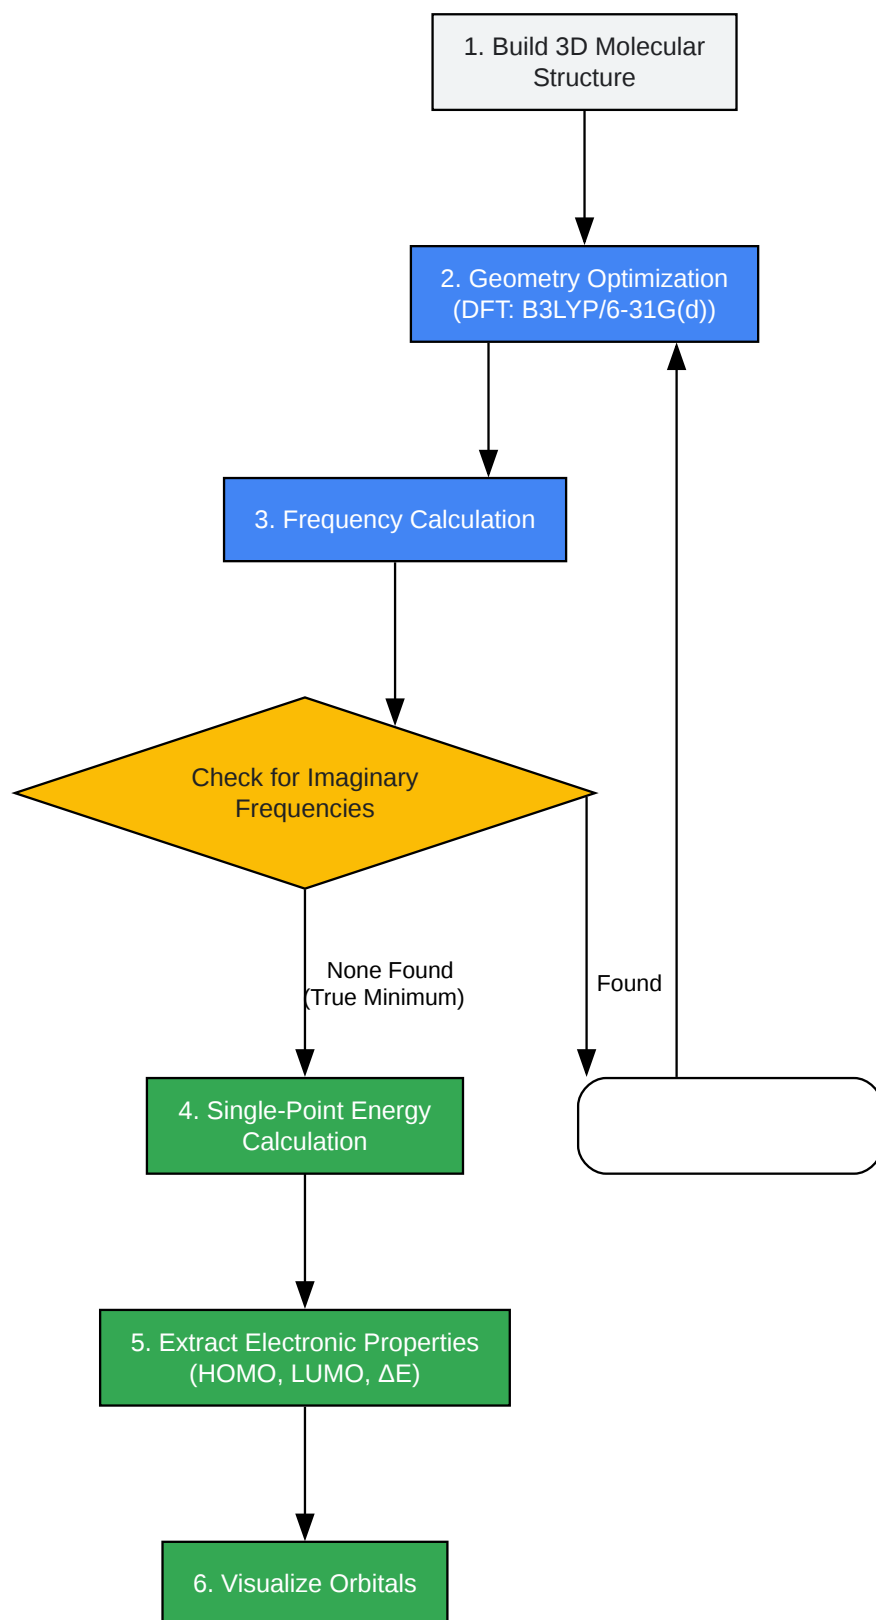 1. Build 3D Molecular
Structure
2. Geometry Optimization
(DFT: B3LYP/6-31G(d))
3. Frequency Calculation
Check for Imaginary
Frequencies
None Found
(True Minimum)
Found
4. Single-Point Energy
Calculation
5. Extract Electronic Properties
(HOMO, LUMO, ΔE)
6. Visualize Orbitals